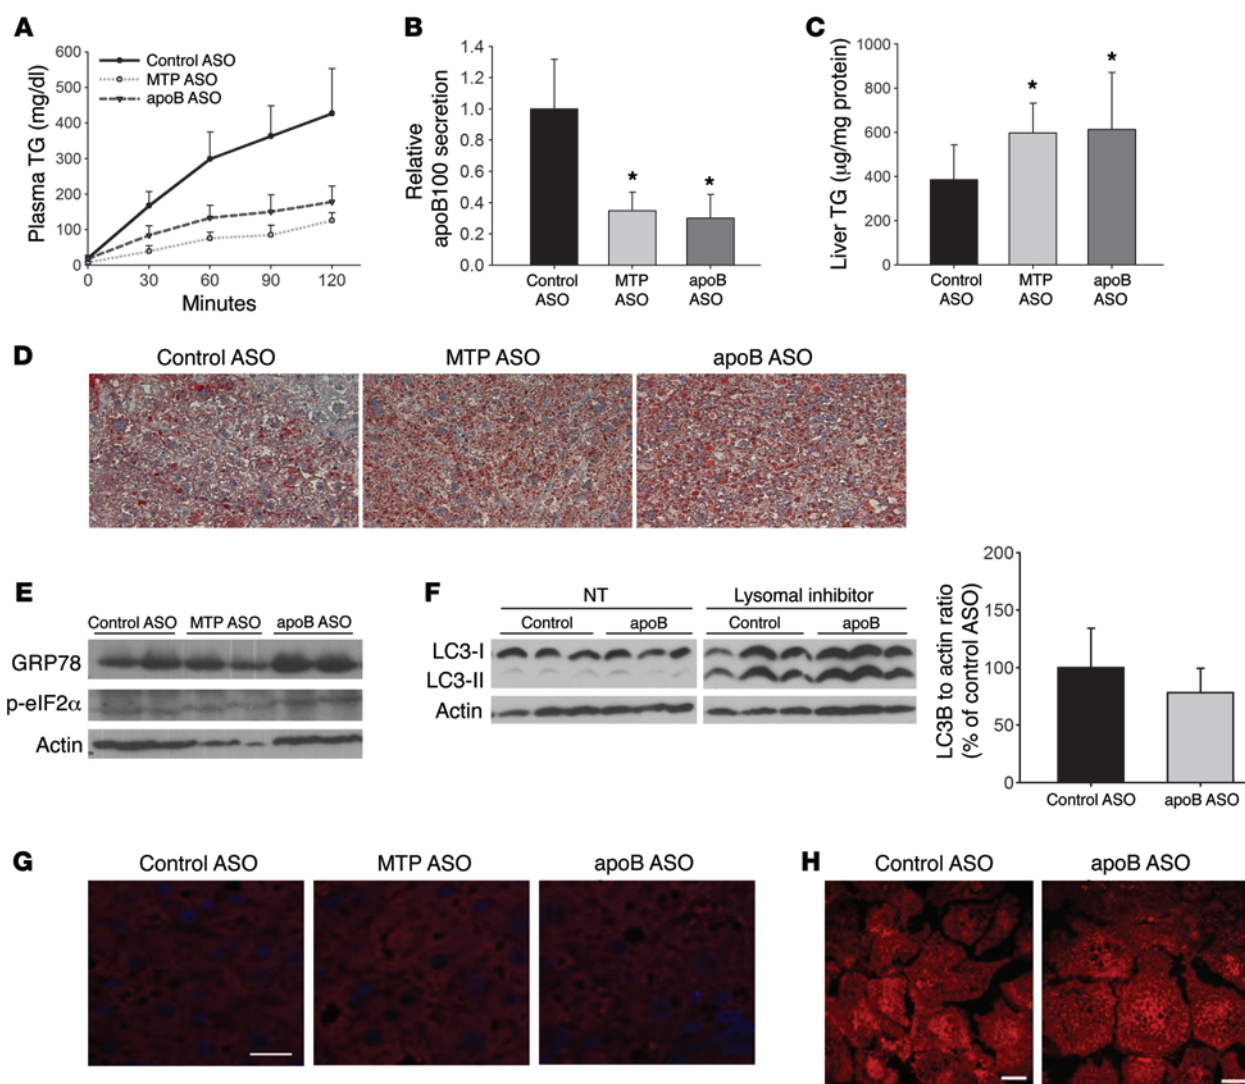 A
Plasma TG (mg/dl)
600
500
400
300
200
100
0
Control ASO
MTP ASO
apoB ASO
0 30 60 90 120
Minutes
B
Relative
apoB100 secretion
1.4
1.2
1.0
0.8
0.6
0.4
0.2
0.0
* *
Control
ASO
MTP
ASO
apoB
ASO
C
Liver TG (µg/mg protein)
1000
800
600
400
200
0
* *
Control
ASO
MTP
ASO
apoB
ASO
D
Control ASO MTP ASO apoB ASO
E
Control ASO MTP ASO apoB ASO
GRP78
p-eIF2α
Actin
F
NT Lysomal inhibitor
Control apoB Control apoB
LC3-I
LC3-II
Actin
LC3B to actin ratio
(% of control ASO)
200
150
100
50
0
Control ASO apoB ASO
G
Control ASO MTP ASO apoB ASO
H
Control ASO apoB ASO